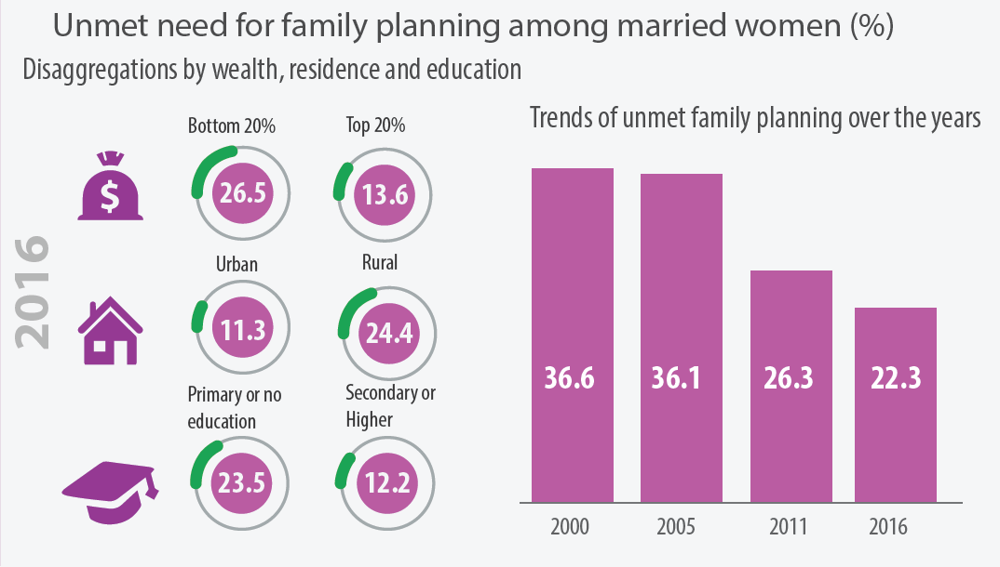 Unmet need for family planning among married women (%)
Disaggregations by wealth, residence and education
2016
Bottom 20%
Top 20%
$
26.5
13.6
Urban
Rural
11.3
24.4
Primary or no
education
Secondary or
Higher
23.5
12.2
Trends of unmet family planning over the years
36.6
36.1
26.3
22.3
2000
2005
2011
2016